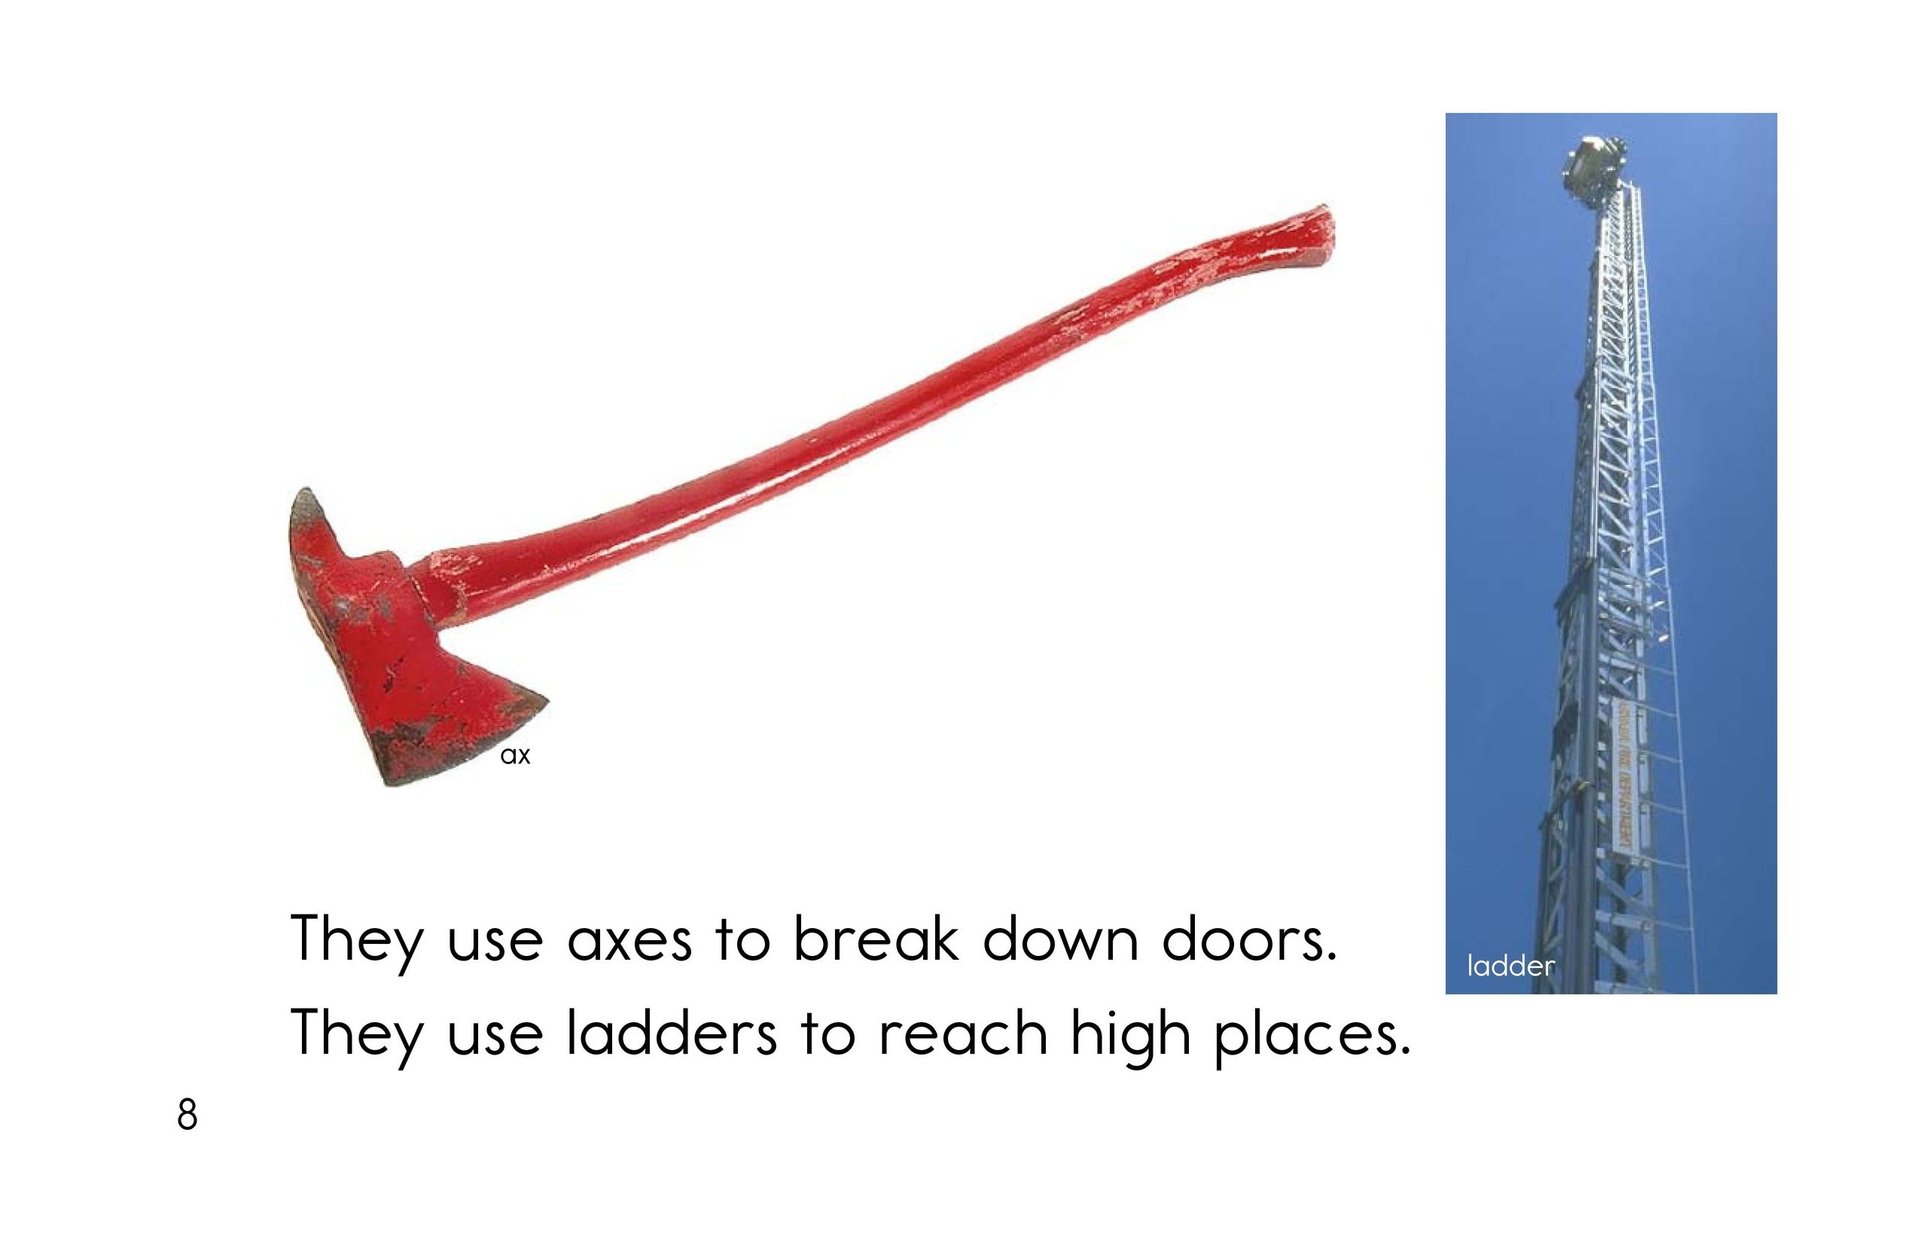 ax
ladder
They use axes to break down doors.
They use ladders to reach high places.
8